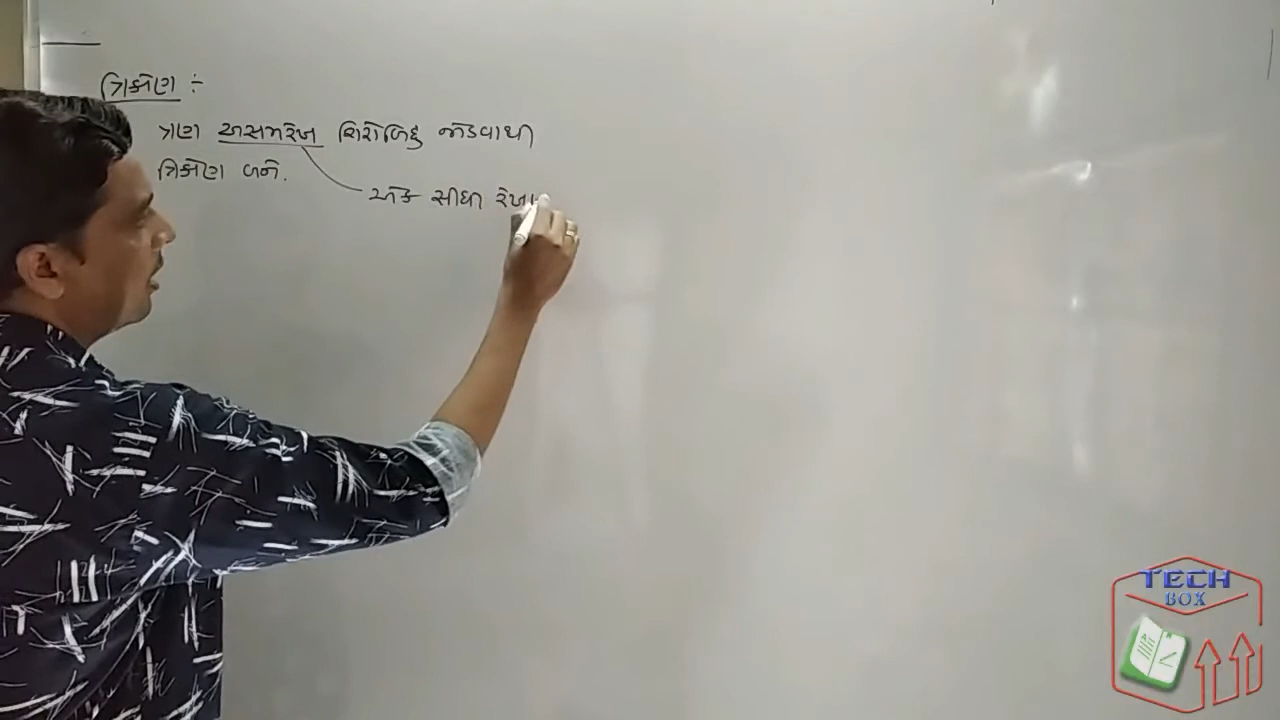 ત્રિકોણ :-
ત્રણ અસમરેખ શિરોબિંદુ જોડવાથી
ત્રિકોણ બને.
એક સીધી રેખા
TECH
BOX